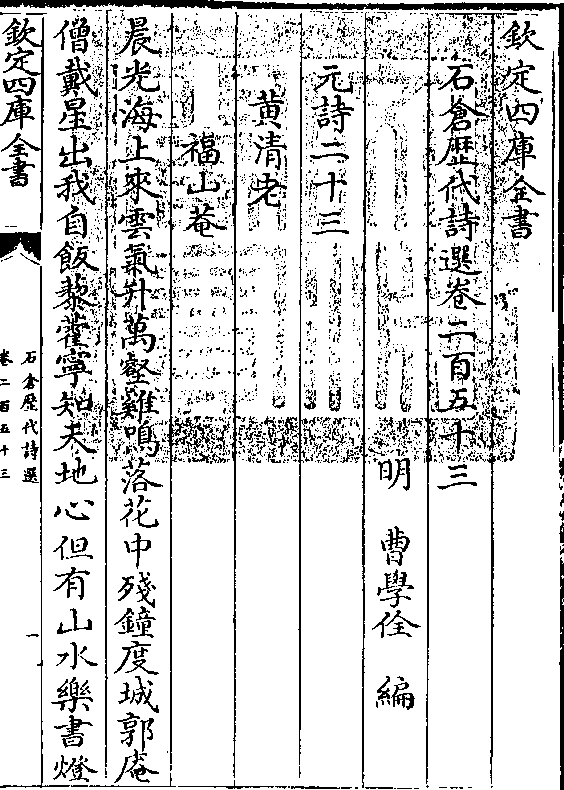 欽定四庫全書
石倉歷代詩選卷二百五十三
明　曹學佺　編
元詩二十三
黄清老
福山菴
晨光海上來雲氣升萬壑雞鳴落花中殘鐘度城郭庵
僧戴星出我自飯藜藿寧知天地心但有山水樂書燈
欽定四庫全書
石倉歷代詩選
卷二百五十三
一